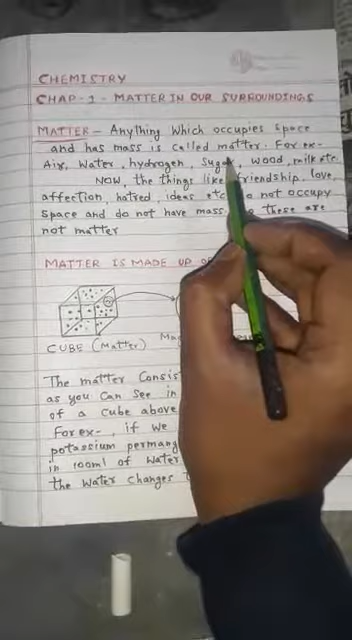 CHEMISTRY
CHAP-1- MATTER IN OUR SURROUNDINGS
MATTER - Anything Which occupies space
and has mass is called matter. For ex-
Air, Water, hydrogen, Sugar, wood, milk etc.
NOW, the things like friendship, love,
affection, hatred, ideas etc do not occupy
Space and do not have mass. these are
not matter
MATTER IS MADE UP
CUBE (Matter)
The matter Consis
as you can see in
of a cube above
For ex-, if we
potassium permang
in 100ml of water
the water changes